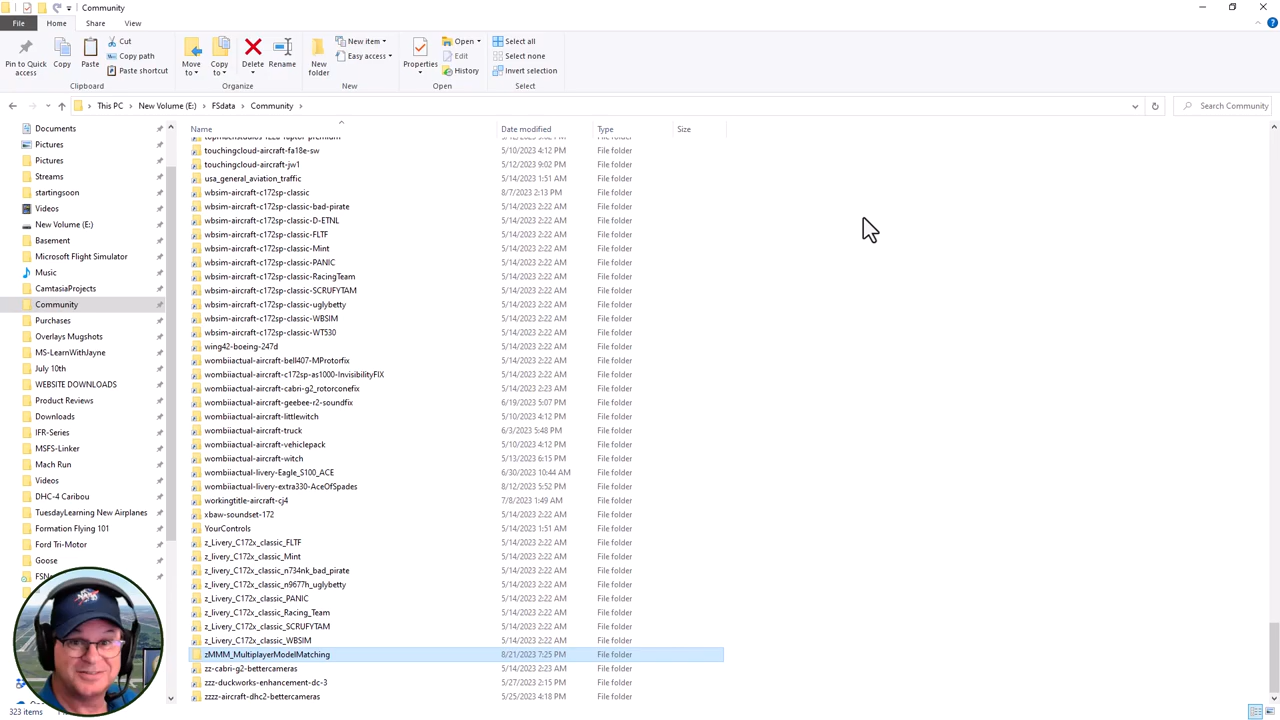 Community
File
Home
Share
View
Pin to Quick access
Copy
Paste
Cut
Copy path
Paste shortcut
Clipboard
Move to
Copy to
Delete
Rename
Organize
New folder
New item
Easy access
New
Properties
Open
Edit
History
Open
Select all
Select none
Invert selection
Select
This PC > New Volume (E:) > FSdata > Community >
Search Community
Documents
Pictures
Pictures
Streams
startingsoon
Videos
New Volume (E:)
Basement
Microsoft Flight Simulator
Music
CamtasiaProjects
Community
Purchases
Overlays Mugshots
MS-LearnWithJayne
July 10th
WEBSITE DOWNLOADS
Product Reviews
Downloads
IFR-Series
MSFS-Linker
Mach Run
Videos
DHC-4 Caribou
TuesdayLearning New Airplanes
Formation Flying 101
Ford Tri-Motor
Goose
Name Date modified Type Size
touchingcloud-aircraft-fa18e-sw 5/10/2023 4:12 PM File folder
touchingcloud-aircraft-jw1 5/12/2023 9:02 PM File folder
usa_general_aviation_traffic 5/14/2023 1:51 AM File folder
wbsim-aircraft-c172sp-classic 8/7/2023 2:13 PM File folder
wbsim-aircraft-c172sp-classic-bad-pirate 5/14/2023 2:22 AM File folder
wbsim-aircraft-c172sp-classic-D-ETNL 5/14/2023 2:22 AM File folder
wbsim-aircraft-c172sp-classic-FLTF 5/14/2023 2:22 AM File folder
wbsim-aircraft-c172sp-classic-Mint 5/14/2023 2:22 AM File folder
wbsim-aircraft-c172sp-classic-PANIC 5/14/2023 2:22 AM File folder
wbsim-aircraft-c172sp-classic-RacingTeam 5/14/2023 2:22 AM File folder
wbsim-aircraft-c172sp-classic-SCRUFYTAM 5/14/2023 2:22 AM File folder
wbsim-aircraft-c172sp-classic-uglybetty 5/14/2023 2:22 AM File folder
wbsim-aircraft-c172sp-classic-WBSIM 5/14/2023 2:22 AM File folder
wbsim-aircraft-c172sp-classic-WT530 5/14/2023 2:22 AM File folder
wing42-boeing-247d 5/14/2023 2:22 AM File folder
wombiiactual-aircraft-bell407-MProtorfix 5/14/2023 2:22 AM File folder
wombiiactual-aircraft-c172sp-as1000-InvisibilityFIX 5/14/2023 2:22 AM File folder
wombiiactual-aircraft-cabri-g2_rotorconefix 5/14/2023 2:23 AM File folder
wombiiactual-aircraft-geebee-r2-soundfix 6/19/2023 5:07 PM File folder
wombiiactual-aircraft-littlewitch 5/10/2023 4:12 PM File folder
wombiiactual-aircraft-truck 6/3/2023 5:48 PM File folder
wombiiactual-aircraft-vehiclepack 5/10/2023 4:12 PM File folder
wombiiactual-aircraft-witch 5/13/2023 6:15 PM File folder
wombiiactual-livery-Eagle_S100_ACE 6/30/2023 10:44 AM File folder
wombiiactual-livery-extra330-AceOfSpades 8/12/2023 5:52 PM File folder
workingtitle-aircraft-cj4 7/8/2023 1:49 AM File folder
xbaw-soundset-172 5/14/2023 2:22 AM File folder
YourControls 5/14/2023 1:51 AM File folder
z_Livery_C172x_classic_FLTF 5/14/2023 2:22 AM File folder
z_livery_C172x_classic_Mint 5/14/2023 2:22 AM File folder
z_livery_C172x_classic_n734nk_bad_pirate 5/14/2023 2:22 AM File folder
z_livery_C172x_classic_n9677h_uglybetty 5/14/2023 2:22 AM File folder
z_Livery_C172x_classic_PANIC 5/14/2023 2:22 AM File folder
z_livery_C172x_classic_Racing_Team 5/14/2023 2:22 AM File folder
z_Livery_C172x_classic_SCRUFYTAM 5/14/2023 2:22 AM File folder
z_Livery_C172x_classic_WBSIM 5/14/2023 2:22 AM File folder
zMMM_MultiplayerModelMatching 8/21/2023 7:25 PM File folder
zz-cabri-g2-bettercameras 5/14/2023 2:22 AM File folder
zzz-duckworks-enhancement-dc-3 5/27/2023 2:15 PM File folder
zzzz-aircraft-dhc2-bettercameras 5/25/2023 4:18 PM File folder
323 items